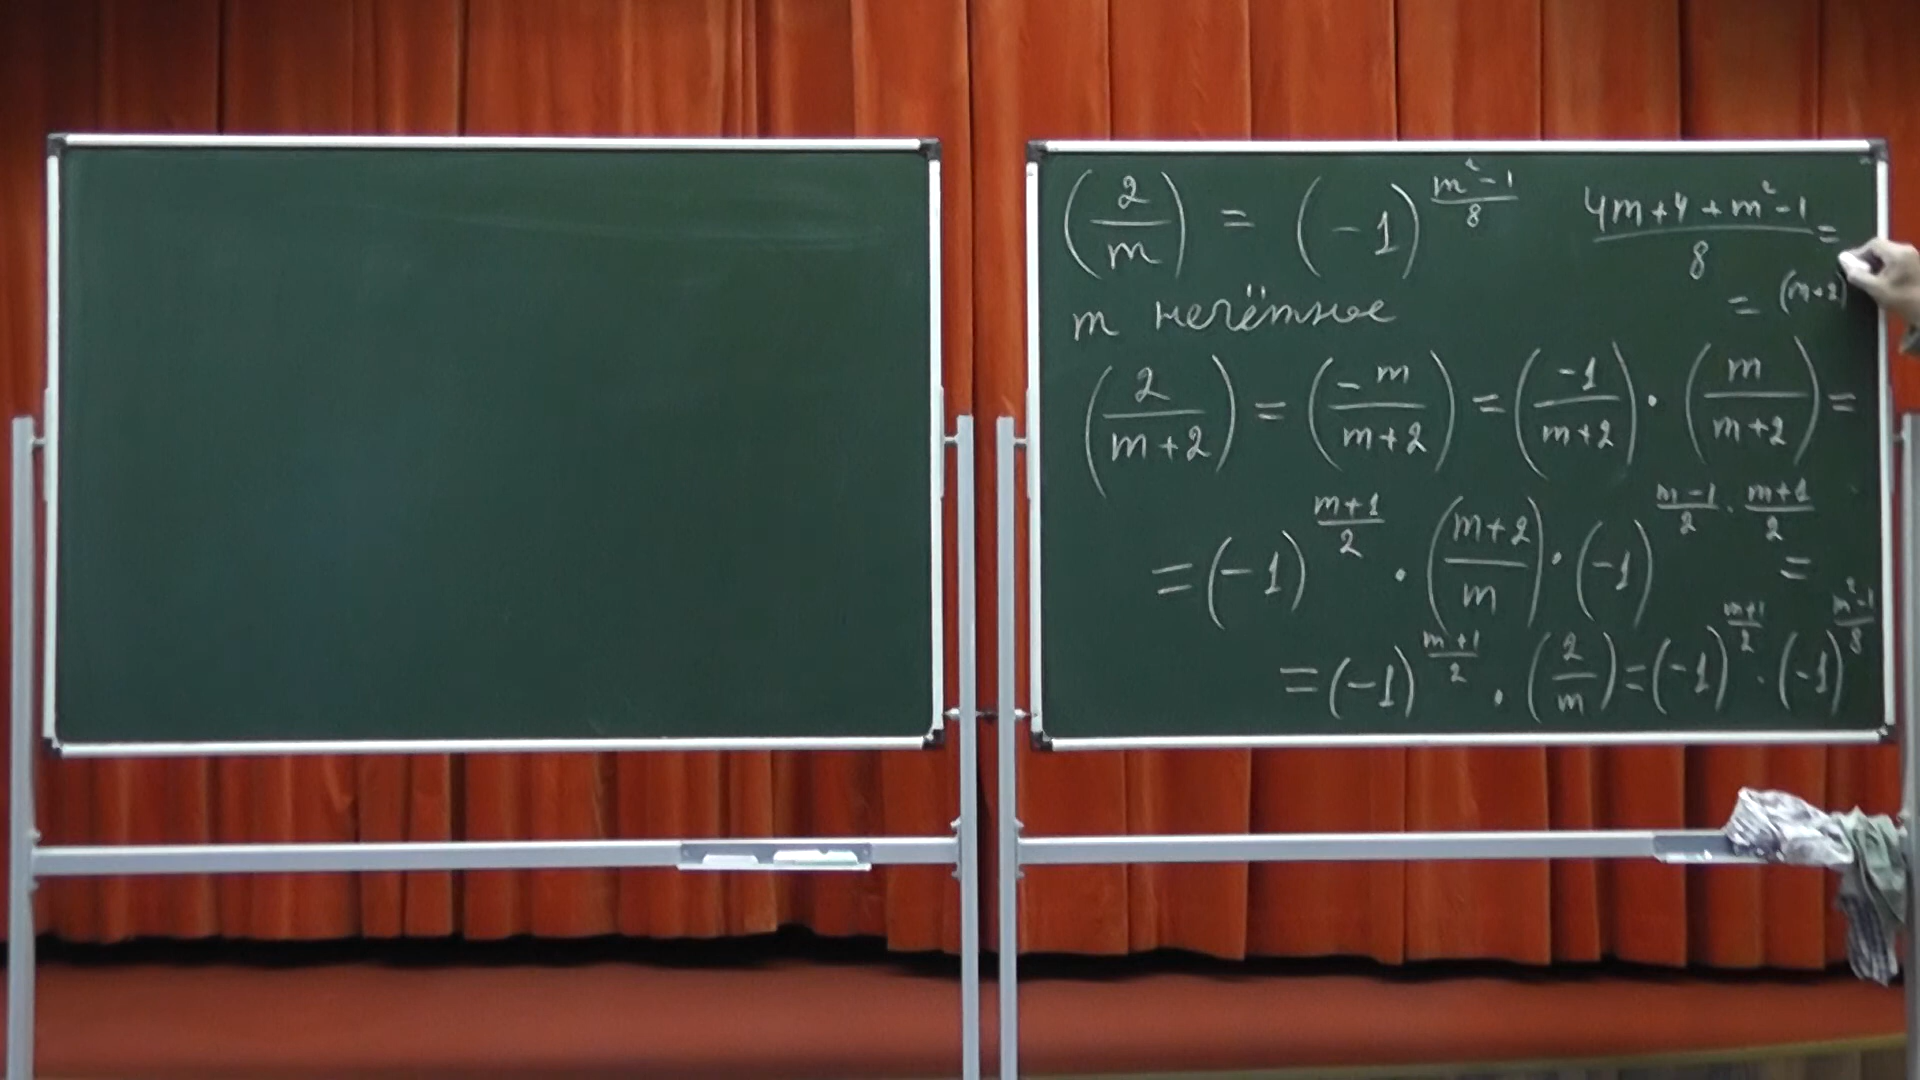 (2/m) = (-1)^((m²-1)/8)
(4m+4+m²-1)/8 =
= (m+2)
m нечётное
(2/(m+2)) = (-m/(m+2)) = (-1/(m+2)) · (m/(m+2)) =
= (-1)^((m+1)/2) · ((m+2)/m) · (-1)^((m-1)/2 · (m+1)/2) =
= (-1)^((m+1)/2) · (2/m) = (-1)^((m+1)/2) · (-1)^((m²-1)/8)